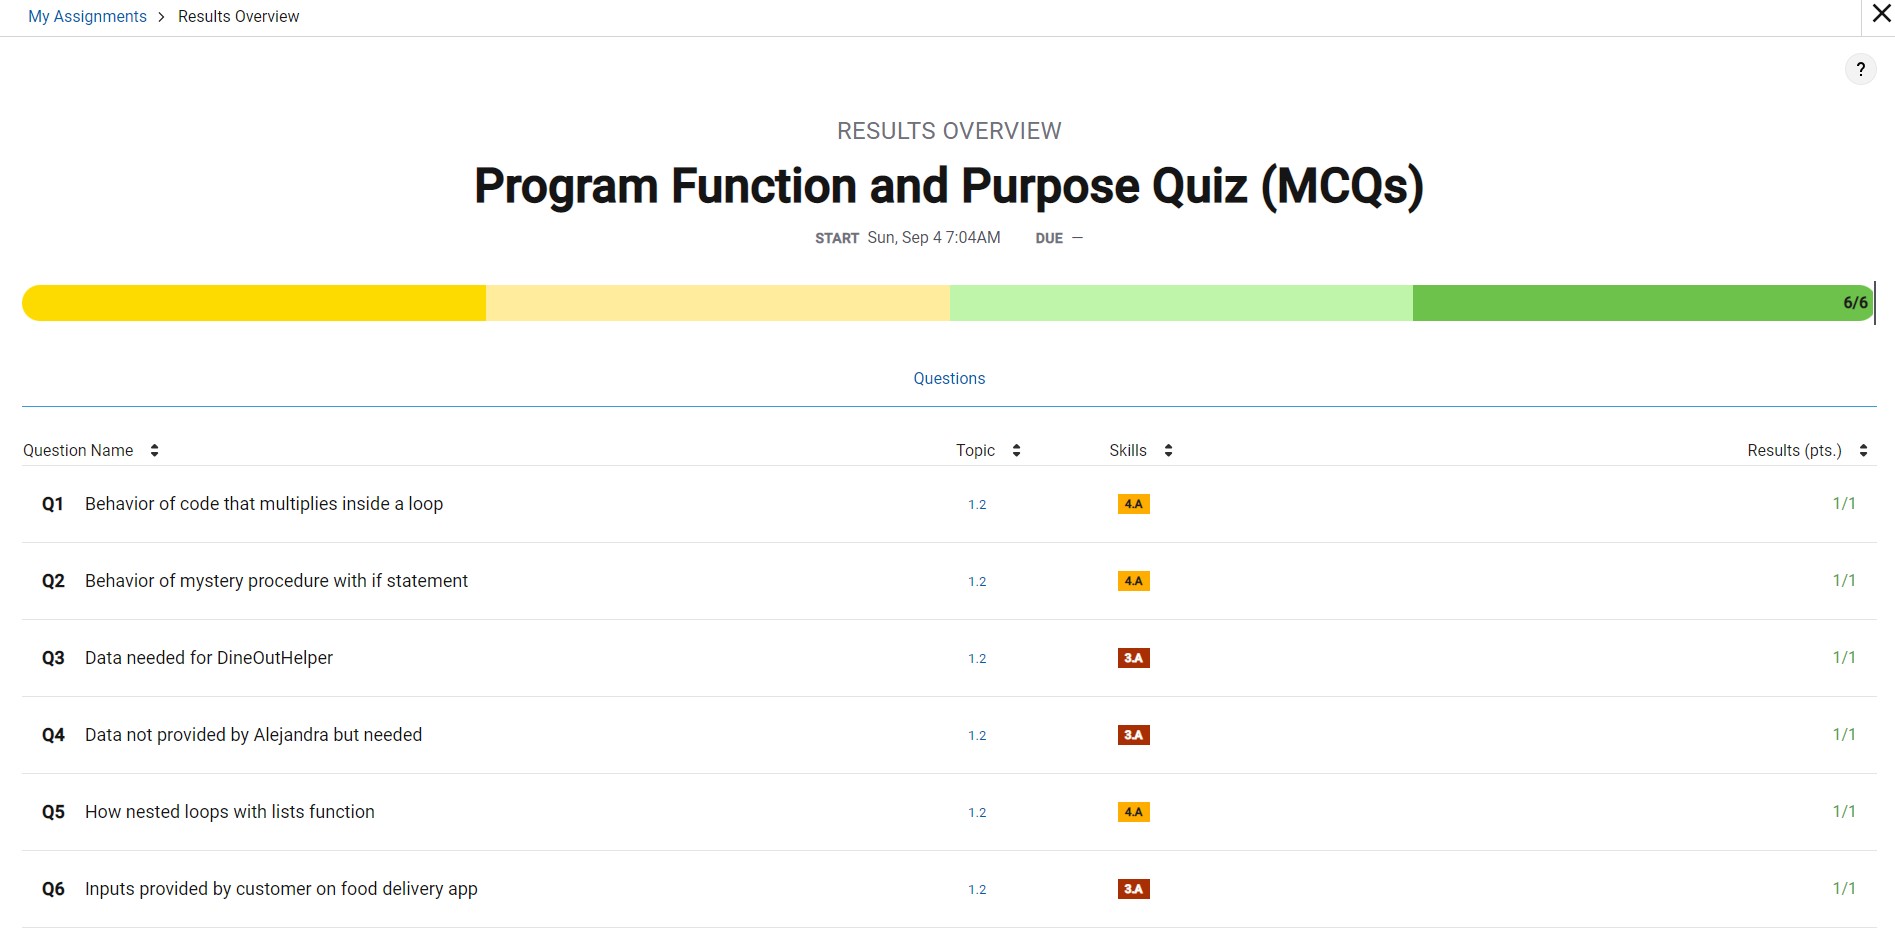 My Assignments > Results Overview
?
RESULTS OVERVIEW
Program Function and Purpose Quiz (MCQs)
START Sun, Sep 4 7:04AM DUE —
6/6
Questions
Question Name Topic Skills Results (pts.)
Q1 Behavior of code that multiplies inside a loop 1.2 4.A 1/1
Q2 Behavior of mystery procedure with if statement 1.2 4.A 1/1
Q3 Data needed for DineOutHelper 1.2 3.A 1/1
Q4 Data not provided by Alejandra but needed 1.2 3.A 1/1
Q5 How nested loops with lists function 1.2 4.A 1/1
Q6 Inputs provided by customer on food delivery app 1.2 3.A 1/1